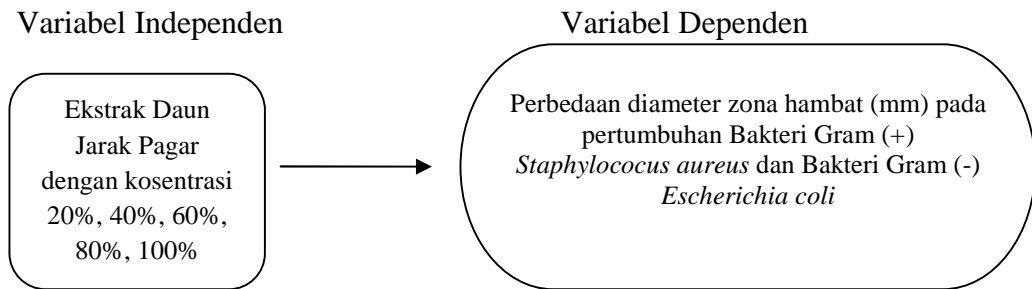 Variabel Independen
Variabel Dependen
Ekstrak Daun
Jarak Pagar
dengan kosentrasi
20%, 40%, 60%,
80%, 100%
Perbedaan diameter zona hambat (mm) pada
pertumbuhan Bakteri Gram (+)
Staphylococus aureus dan Bakteri Gram (-)
Escherichia coli